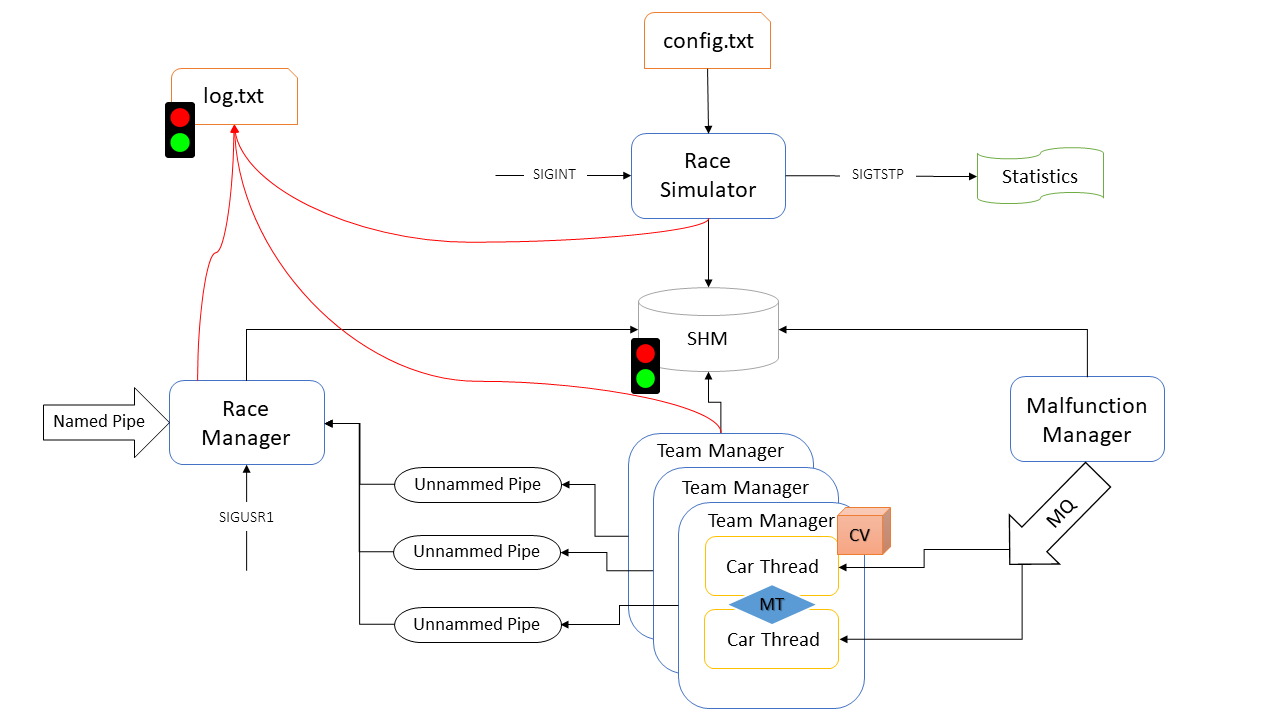 config.txt
log.txt
SIGINT
Race
Simulator
SIGTSTP
Statistics
SHM
Named Pipe
Race
Manager
Malfunction
Manager
SIGUSR1
Unnammed Pipe
Unnammed Pipe
Unnammed Pipe
Team Manager
Team Manager
Team Manager
CV
MQ
Car Thread
MT
Car Thread